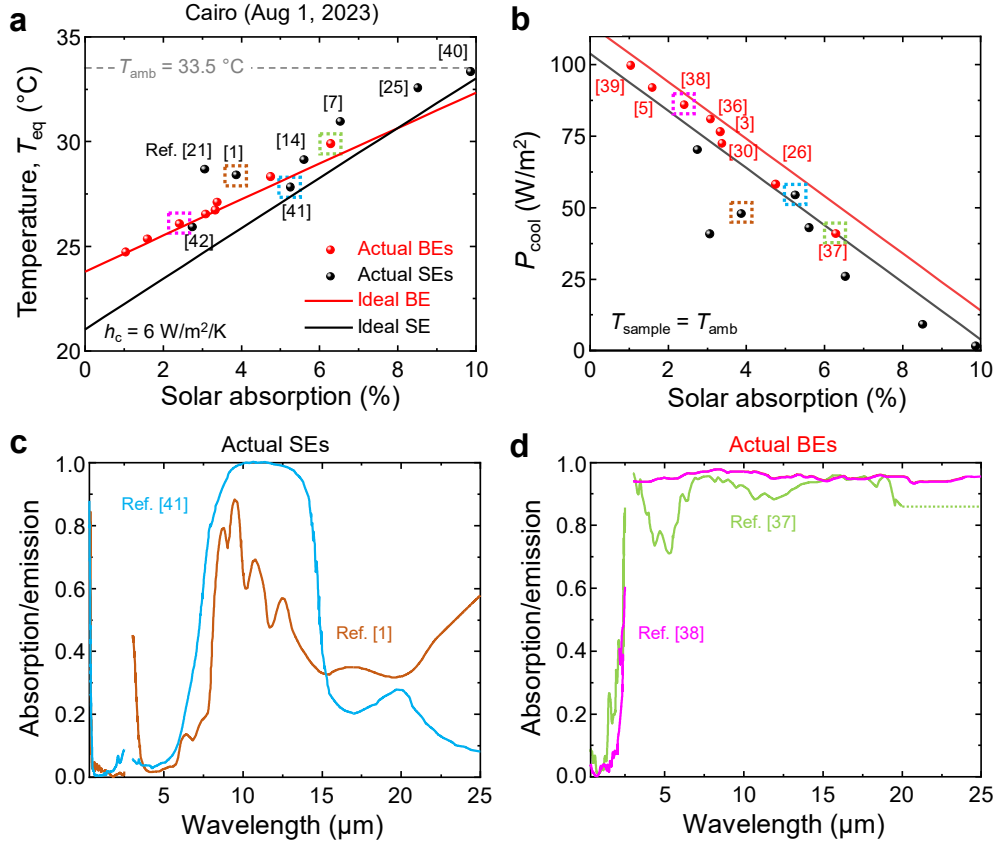 a
Cairo (Aug 1, 2023)
35
30
25
20
Temperature, T_eq (°C)
T_amb = 33.5 °C
[40]
[25]
[7]
[14]
Ref. [21]
[1]
[41]
[42]
Actual BEs
Actual SEs
Ideal BE
Ideal SE
h_c = 6 W/m²/K
0 2 4 6 8 10
Solar absorption (%)
b
100
75
50
25
0
P_cool (W/m²)
[39]
[5]
[38]
[36]
[3]
[30]
[26]
[37]
T_sample = T_amb
0 2 4 6 8 10
Solar absorption (%)
c
Actual SEs
1.0
0.8
0.6
0.4
0.2
0.0
Absorption/emission
Ref. [41]
Ref. [1]
5 10 15 20 25
Wavelength (μm)
d
Actual BEs
1.0
0.8
0.6
0.4
0.2
0.0
Absorption/emission
Ref. [37]
Ref. [38]
5 10 15 20 25
Wavelength (μm)